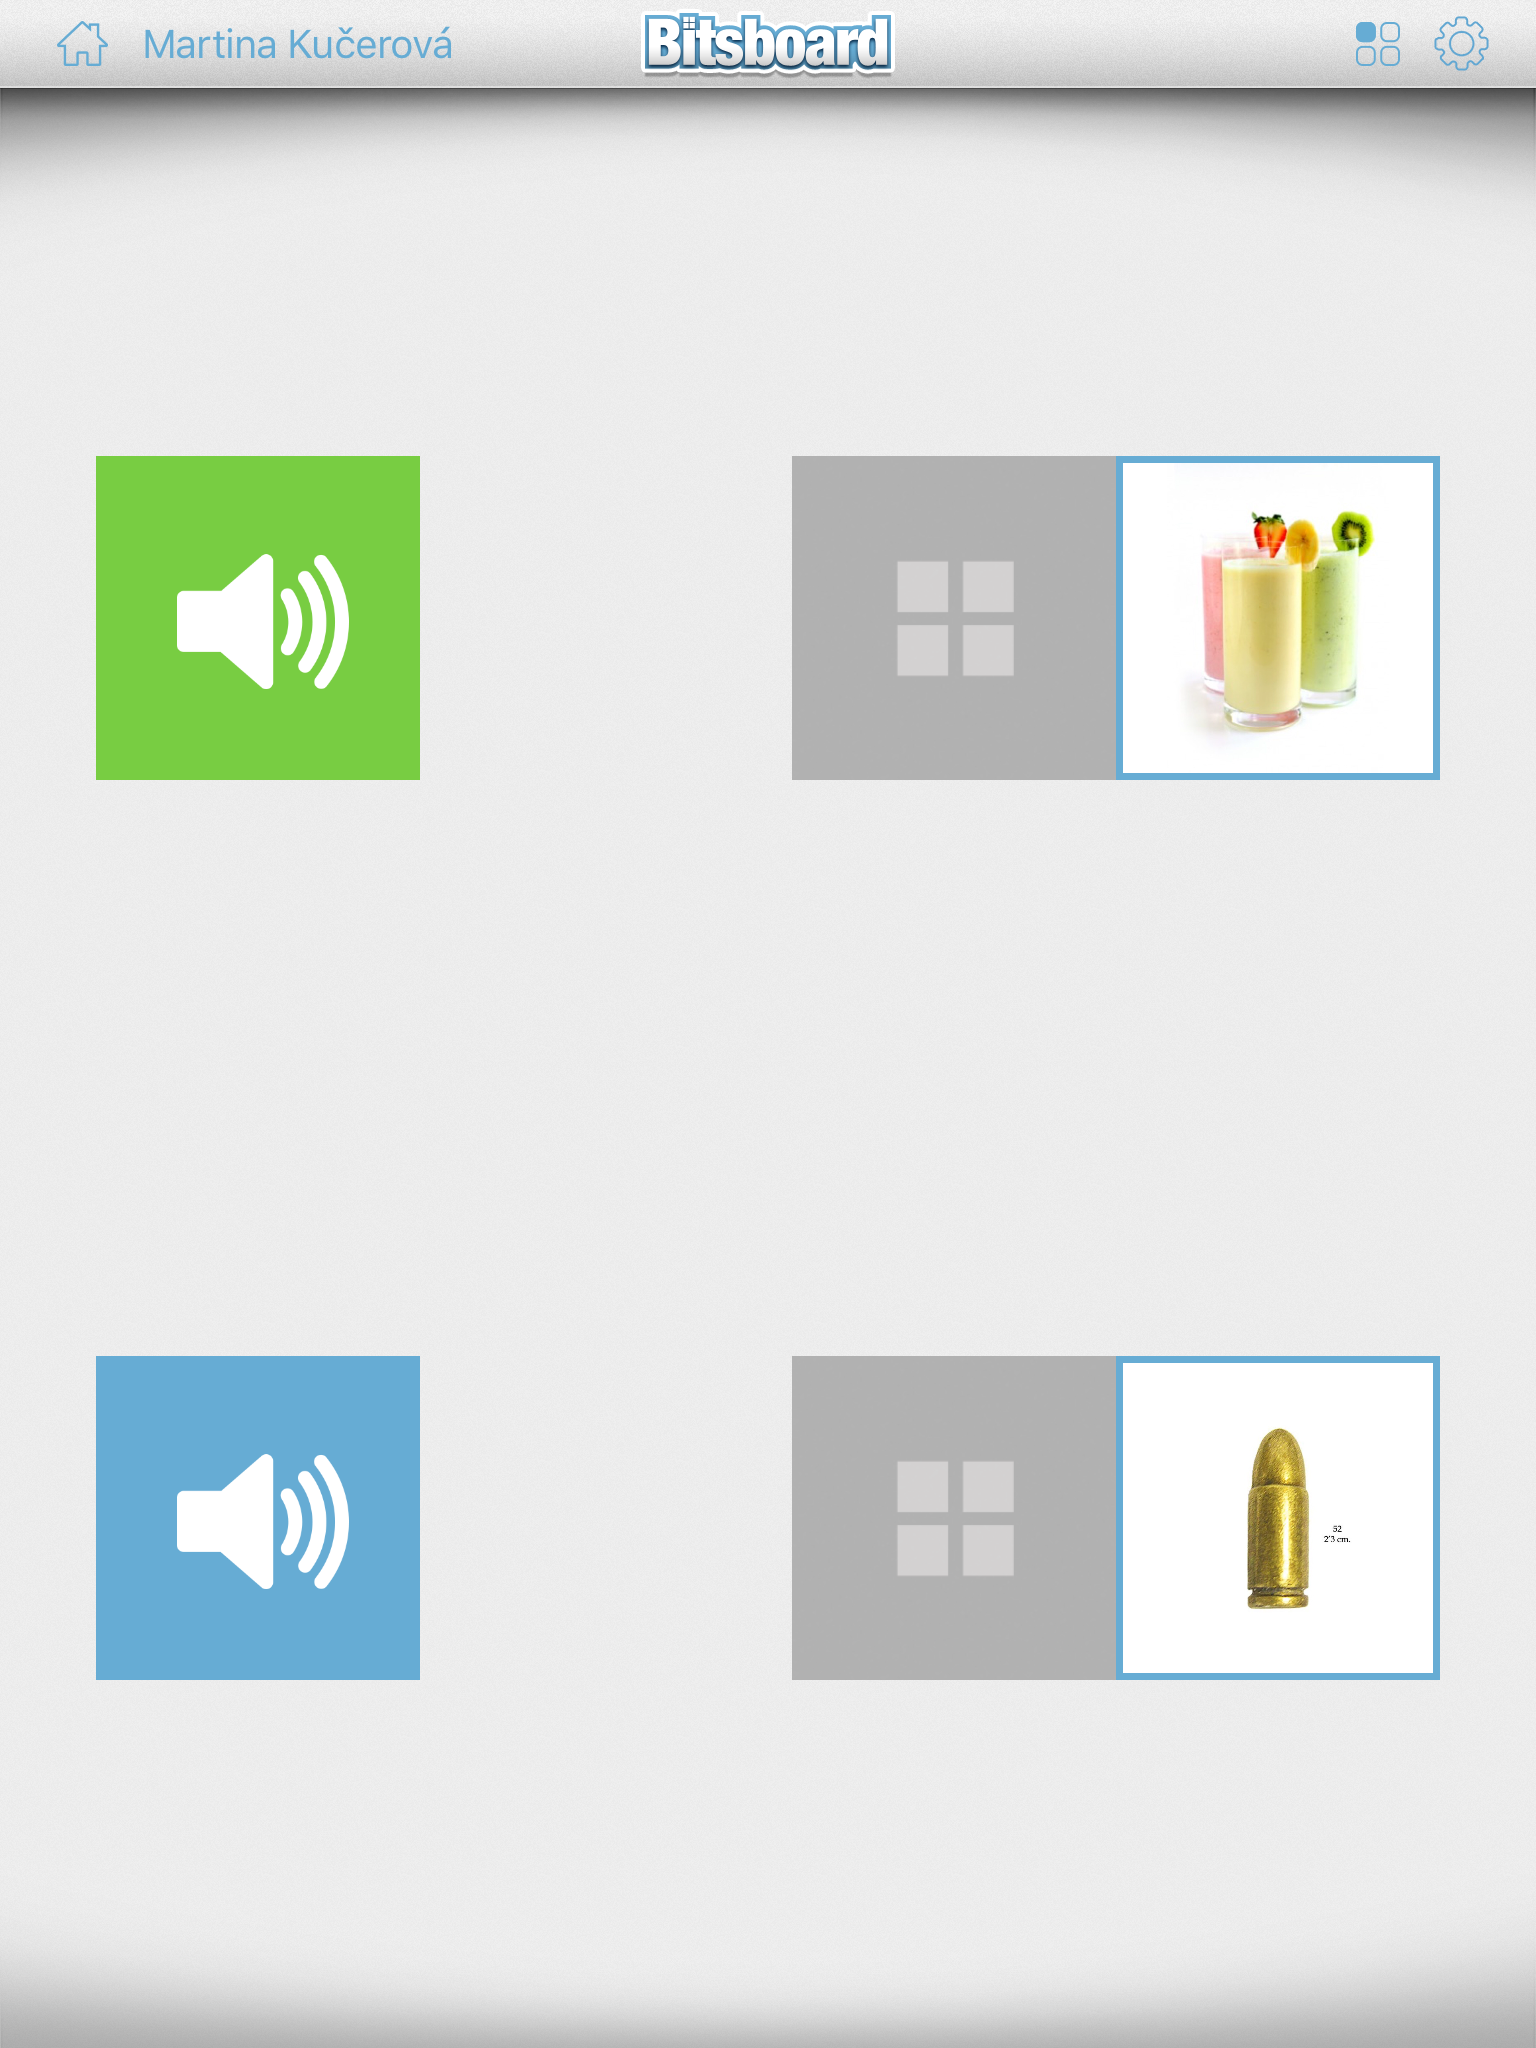 Martina Kučerová
Bitsboard
52
2'3 cm.